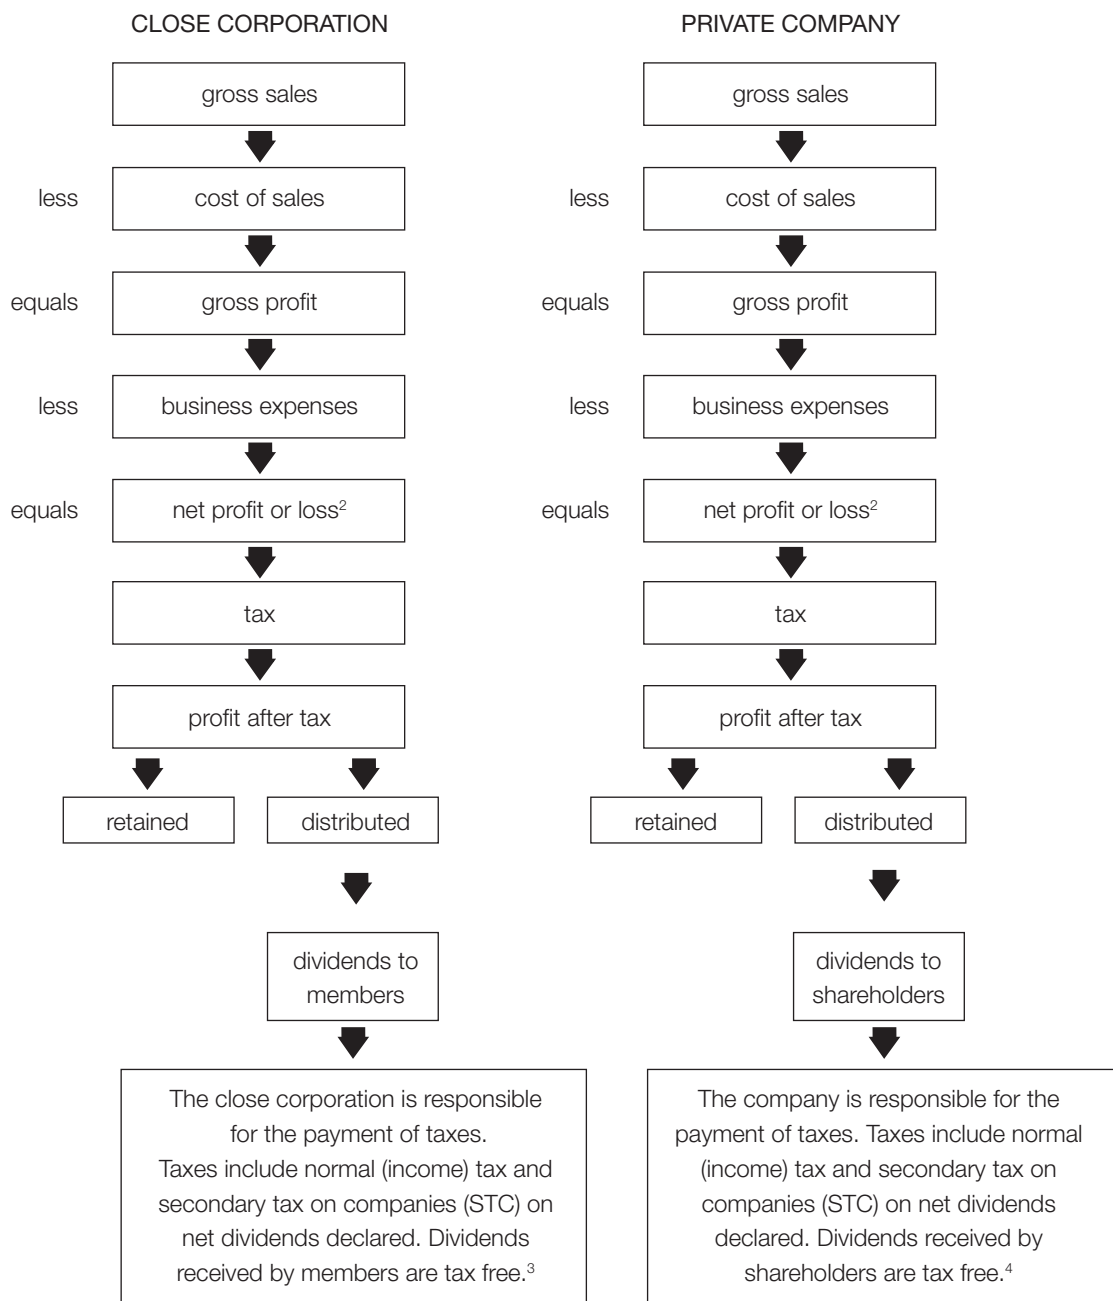 CLOSE CORPORATION
gross sales
less
cost of sales
equals
gross profit
less
business expenses
equals
net profit or loss²
tax
profit after tax
retained
distributed
dividends to
members
The close corporation is responsible
for the payment of taxes.
Taxes include normal (income) tax and
secondary tax on companies (STC) on
net dividends declared. Dividends
received by members are tax free.³
PRIVATE COMPANY
gross sales
less
cost of sales
equals
gross profit
less
business expenses
equals
net profit or loss²
tax
profit after tax
retained
distributed
dividends to
shareholders
The company is responsible for the
payment of taxes. Taxes include normal
(income) tax and secondary tax on
companies (STC) on net dividends
declared. Dividends received by
shareholders are tax free.⁴